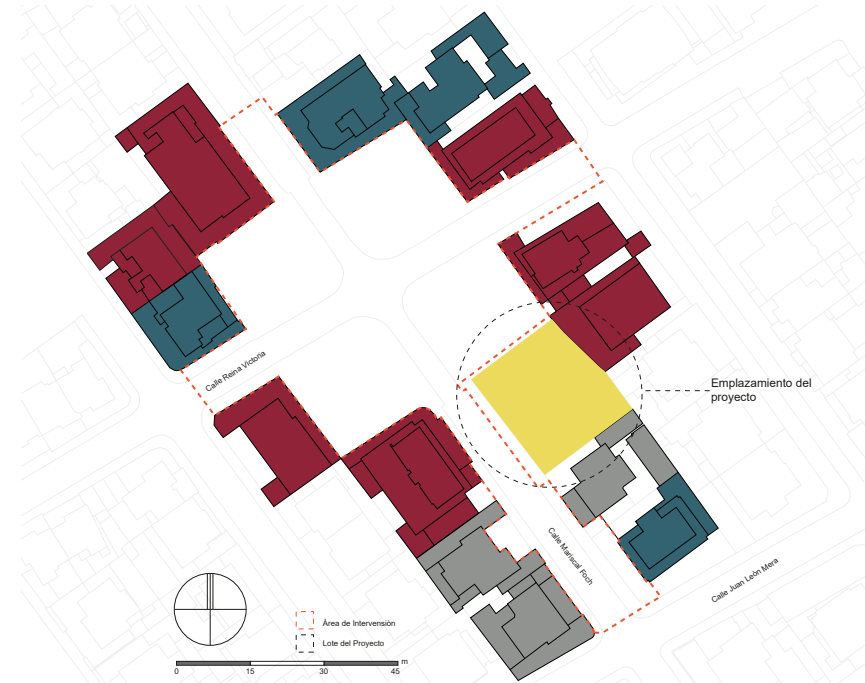 Calle Reina Victoria
Emplazamiento del
proyecto
Calle Mariscal Foch
Calle Juan León Mera
Área de Intervensión
Lote del Proyecto
0 15 30 45 m